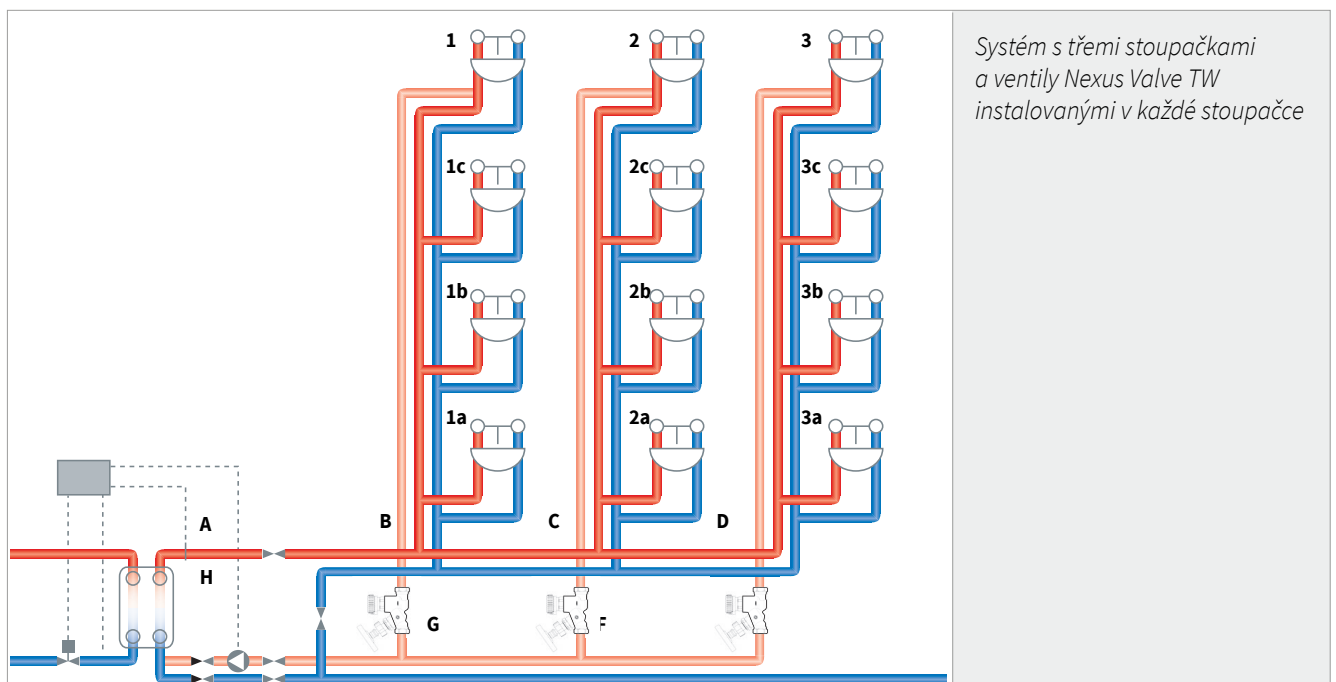 1 2 3
Systém s třemi stoupačkami
a ventily Nexus Valve TW
instalovanými v každé stoupačce
1c 2c 3c
1b 2b 3b
1a 2a 3a
A B C D
H
G F